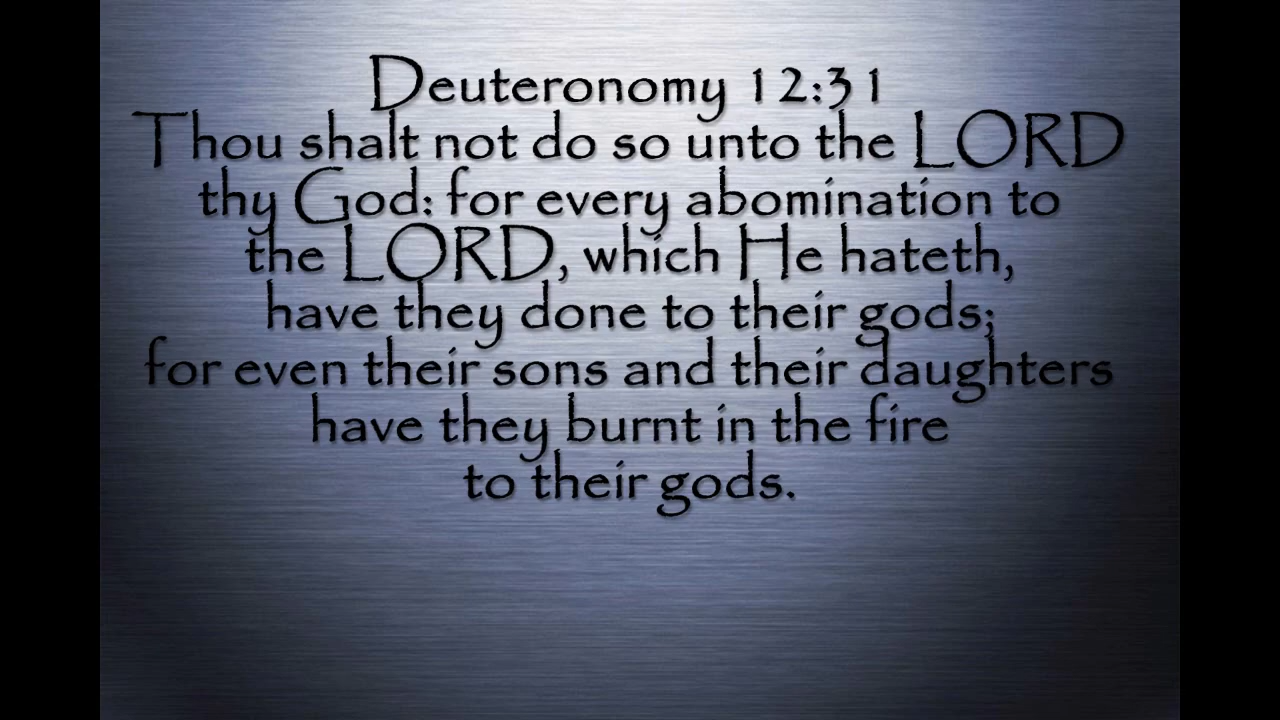 Deuteronomy 12:31
Thou shalt not do so unto the LORD
thy God: for every abomination to
the LORD, which He hateth,
have they done to their gods;
for even their sons and their daughters
have they burnt in the fire
to their gods.